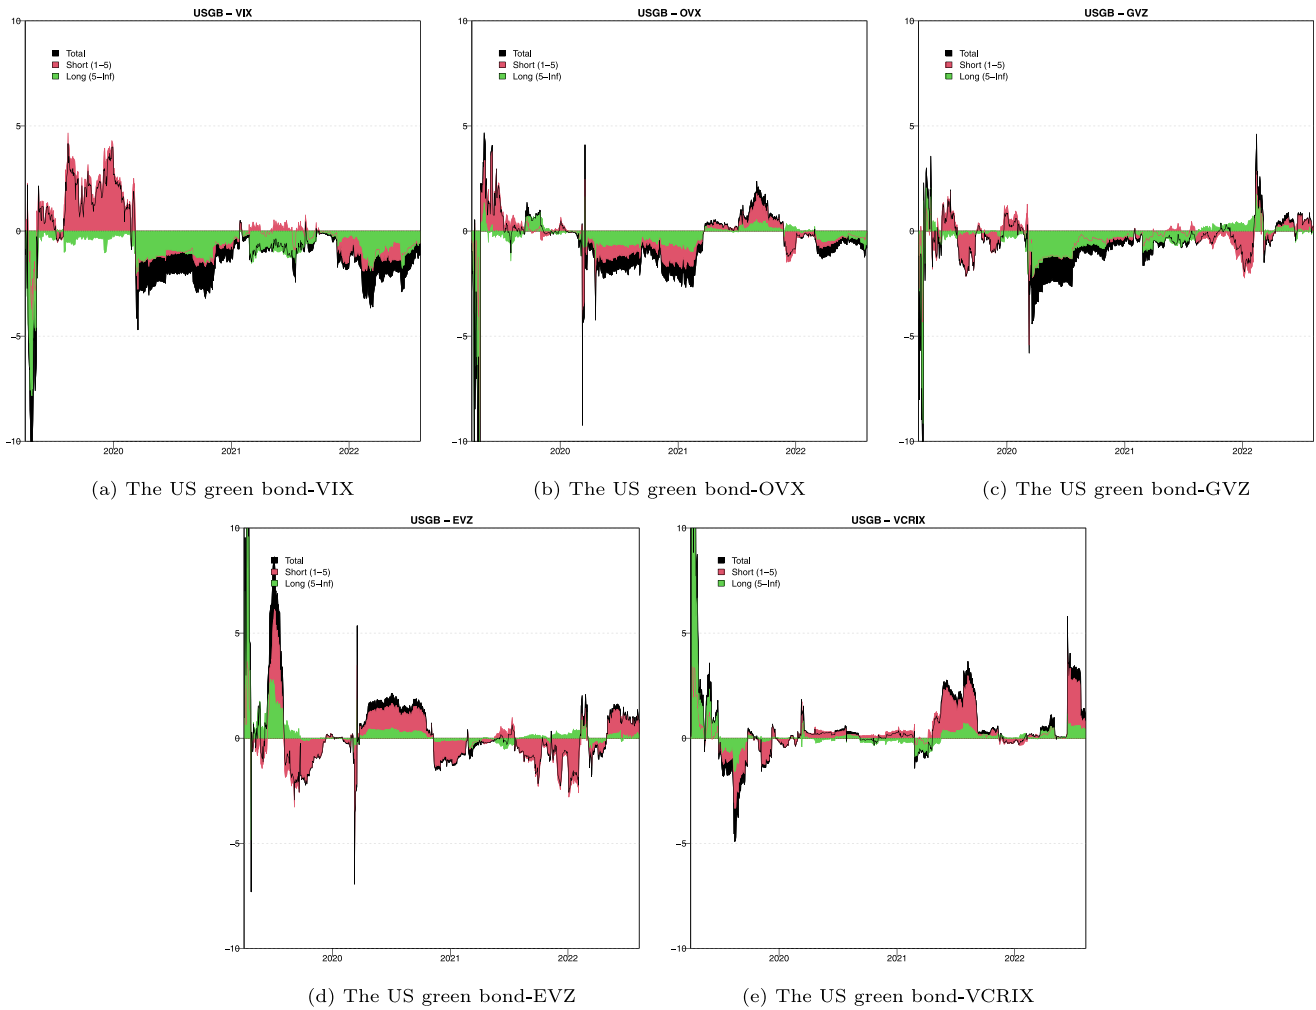 USGB – VIX
10
5
0
−5
−10
Total
Short (1–5)
Long (5–Inf)
2020
2021
2022
(a) The US green bond-VIX
USGB – OVX
10
5
0
−5
−10
Total
Short (1–5)
Long (5–Inf)
2020
2021
2022
(b) The US green bond-OVX
USGB – GVZ
10
5
0
−5
−10
Total
Short (1–5)
Long (5–Inf)
2020
2021
2022
(c) The US green bond-GVZ
USGB – EVZ
10
5
0
−5
−10
Total
Short (1–5)
Long (5–Inf)
2020
2021
2022
(d) The US green bond-EVZ
USGB – VCRIX
10
5
0
−5
−10
Total
Short (1–5)
Long (5–Inf)
2020
2021
2022
(e) The US green bond-VCRIX